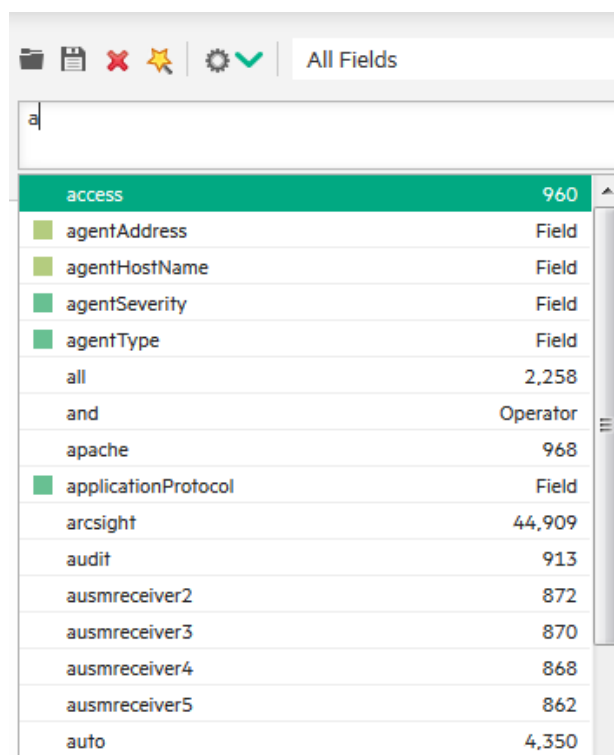 All Fields
a
access 960
agentAddress Field
agentHostName Field
agentSeverity Field
agentType Field
all 2,258
and Operator
apache 968
applicationProtocol Field
arcsight 44,909
audit 913
ausmreceiver2 872
ausmreceiver3 870
ausmreceiver4 868
ausmreceiver5 862
auto 4,350